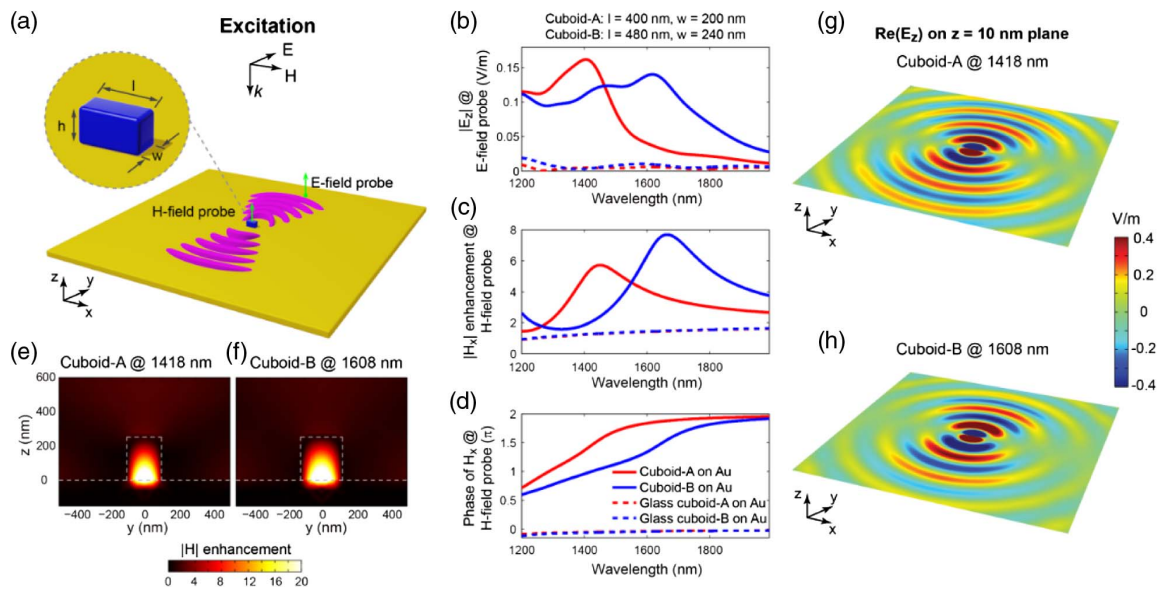 (a)
Excitation
E
H
k
l
h
w
E-field probe
H-field probe
z
y
x
(b)
Cuboid-A: l = 400 nm, w = 200 nm
Cuboid-B: l = 480 nm, w = 240 nm
|E_z| @
E-field probe (V/m)
0.15
0.1
0.05
0
1200 1400 1600 1800
Wavelength (nm)
(c)
|H_x| enhancement @
H-field probe
8
6
4
2
0
1200 1400 1600 1800
Wavelength (nm)
(d)
Phase of H_x @
H-field probe (π)
2
1.5
1
0.5
0
Cuboid-A on Au
Cuboid-B on Au
Glass cuboid-A on Au
Glass cuboid-B on Au
1200 1400 1600 1800
Wavelength (nm)
(e)
Cuboid-A @ 1418 nm
z (nm)
600
400
200
0
-400 -200 0 200 400
y (nm)
(f)
Cuboid-B @ 1608 nm
-400 -200 0 200 400
y (nm)
|H| enhancement
0 4 8 12 16 20
(g)
Re(E_z) on z = 10 nm plane
Cuboid-A @ 1418 nm
z
y
x
V/m
0.4
0.2
0
-0.2
-0.4
(h)
Cuboid-B @ 1608 nm
z
y
x